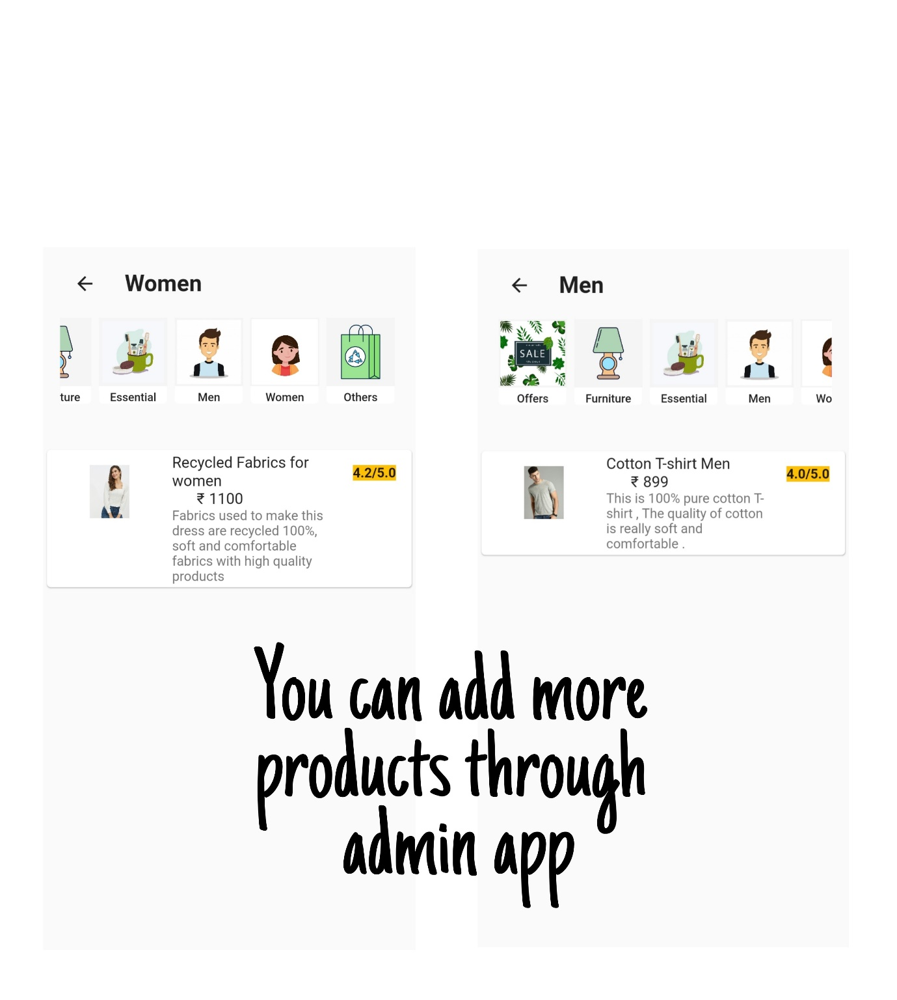 Women
ture Essential Men Women Others
Recycled Fabrics for
women
₹ 1100
Fabrics used to make this
dress are recycled 100%,
soft and comfortable
fabrics with high quality
products
4.2/5.0
Men
SALE
Offers Furniture Essential Men Wo
Cotton T-shirt Men
₹ 899
This is 100% pure cotton T-
shirt , The quality of cotton
is really soft and
comfortable .
4.0/5.0
You can add more
products through
admin app